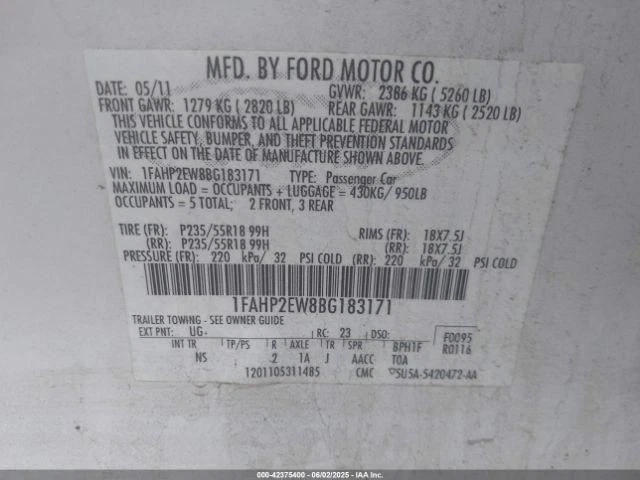 MFD. BY FORD MOTOR CO.
DATE: 05/11 GVWR: 2386 KG ( 5260 LB)
FRONT GAWR: 1279 KG ( 2820 LB) REAR GAWR: 1143 KG ( 2520 LB)
THIS VEHICLE CONFORMS TO ALL APPLICABLE FEDERAL MOTOR
VEHICLE SAFETY, BUMPER, AND THEFT PREVENTION STANDARDS
IN EFFECT ON THE DATE OF MANUFACTURE SHOWN ABOVE.
VIN: 1FAHP2EW8BG183171 TYPE: Passenger Car
MAXIMUM LOAD = OCCUPANTS + LUGGAGE = 430KG/ 950LB
OCCUPANTS = 5 TOTAL; 2 FRONT, 3 REAR
TIRE (FR): P235/55R18 99H RIMS (FR): 18X7.5J
(RR): P235/55R18 99H (RR): 18X7.5J
PRESSURE (FR): 220 kPa/ 32 PSI COLD (RR): 220 kPa/ 32 PSI COLD
1FAHP2EW8BG183171
TRAILER TOWING - SEE OWNER GUIDE
EXT PNT: UG RC: 23 DSO: F0095
INT TR TP/PS R AXLE TR SPR BPH1F R0116
NS 2 1A J AACC TOA
1201105311485 CMC ▽5U5A-5420472-AA
000-42375400 - 06/02/2025 - IAA Inc.